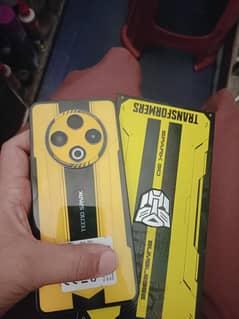 TECNO SPARK
TRANSFORMERS
SPARK 30
BUMBLEBEE